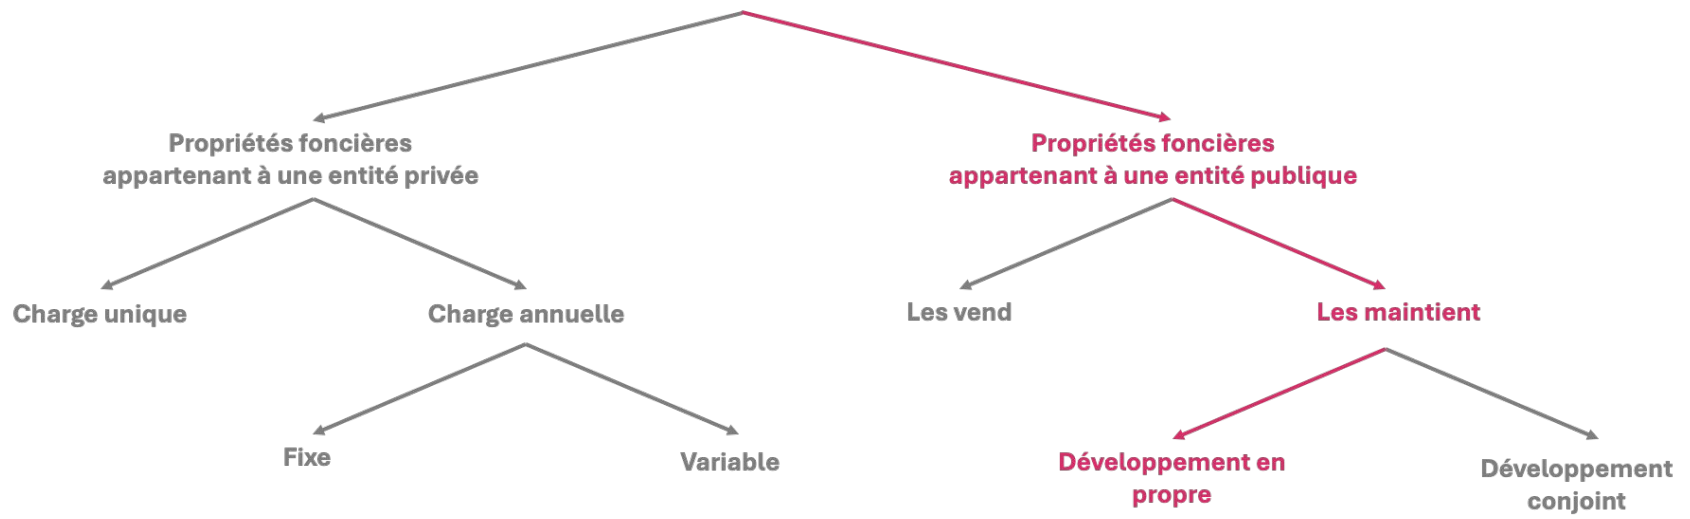 Propriétés foncières
appartenant à une entité privée
Propriétés foncières
appartenant à une entité publique
Charge unique
Charge annuelle
Les vend
Les maintient
Fixe
Variable
Développement en
propre
Développement
conjoint